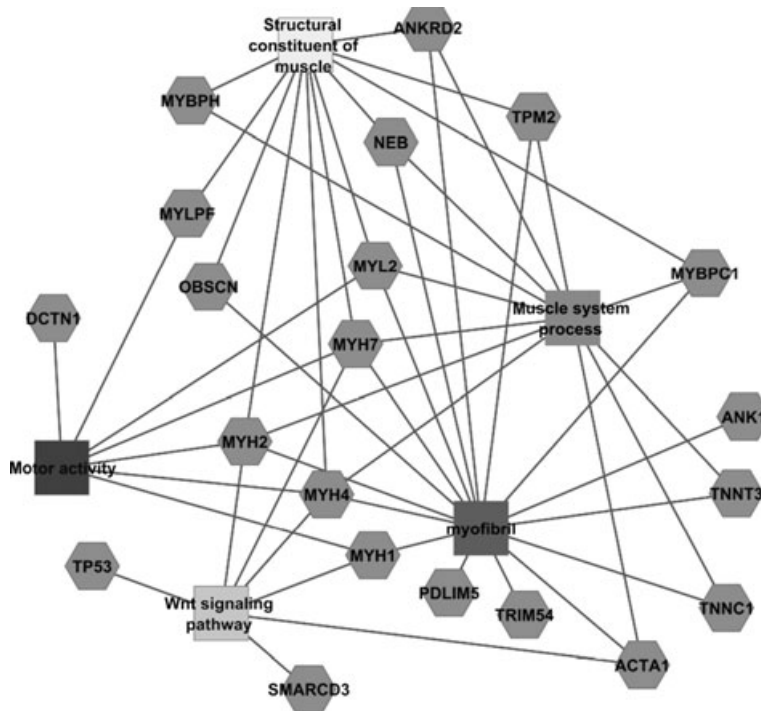 Structural
constituent of
muscle
ANKRD2
MYBPH
TPM2
NEB
MYLPF
MYBPC1
MYL2
OBSCN
Muscle system
process
DCTN1
MYH7
ANK1
MYH2
Motor activity
MYH4
TNNT3
myofibril
MYH1
TP53
PDLIM5
TRIM54
TNNC1
Wnt signaling
pathway
ACTA1
SMARCD3